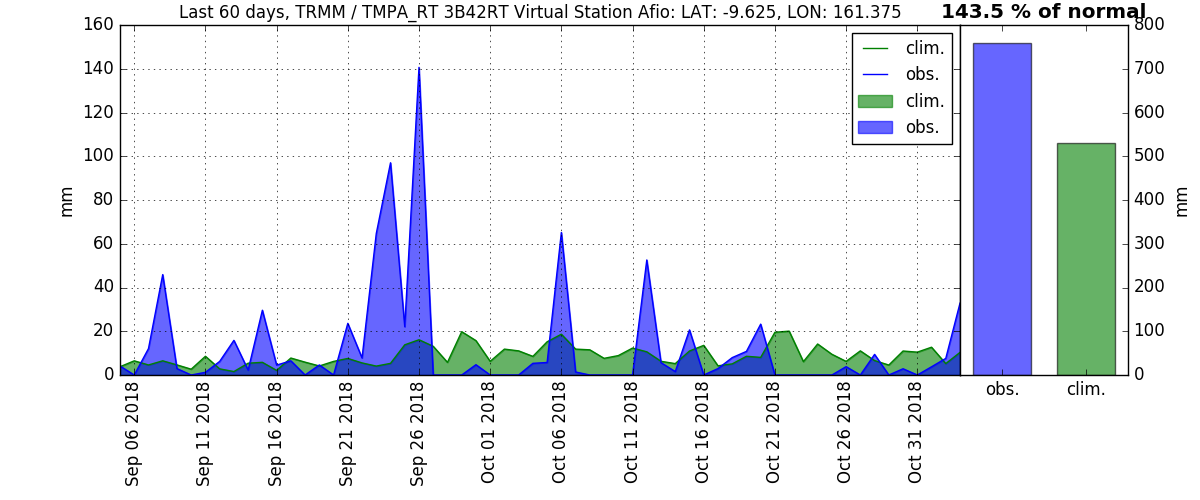 Last 60 days, TRMM / TMPA_RT 3B42RT Virtual Station Afio: LAT: -9.625, LON: 161.375
143.5 % of normal
160
140
120
100
80
60
40
20
0
mm
clim.
obs.
clim.
obs.
Sep 06 2018
Sep 11 2018
Sep 16 2018
Sep 21 2018
Sep 26 2018
Oct 01 2018
Oct 06 2018
Oct 11 2018
Oct 16 2018
Oct 21 2018
Oct 26 2018
Oct 31 2018
800
700
600
500
400
300
200
100
0
mm
obs.
clim.